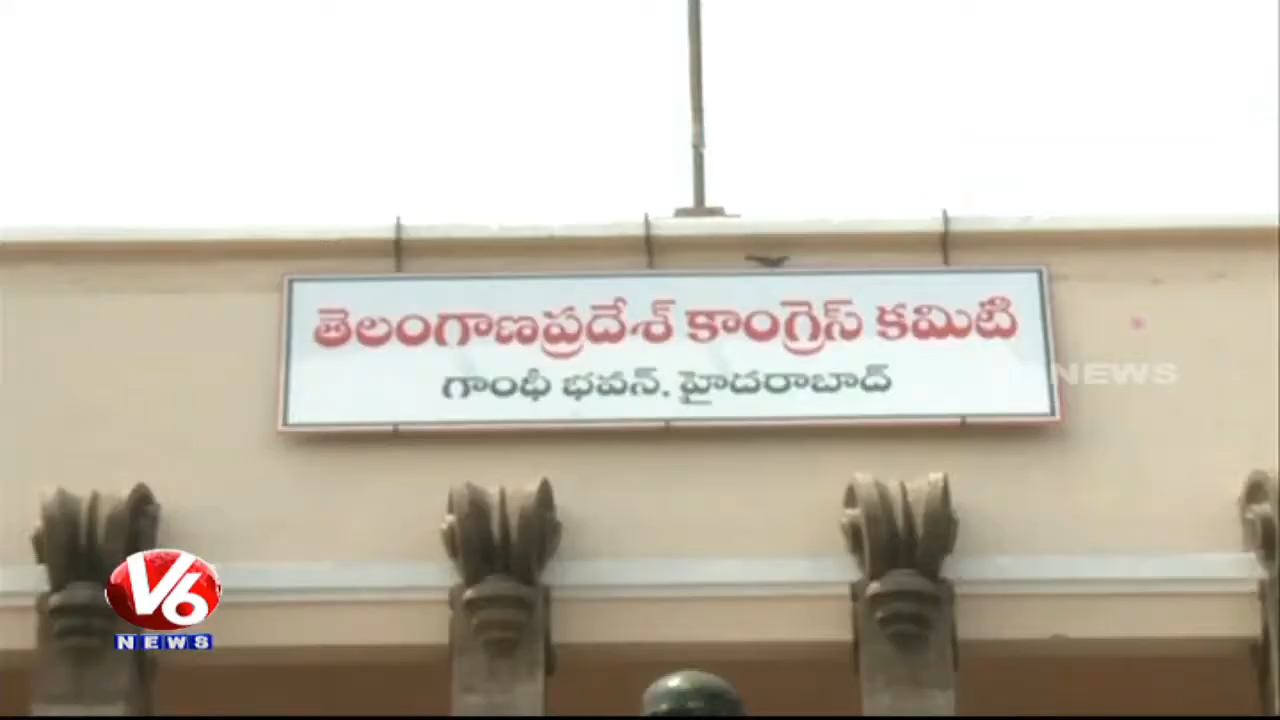 తెలంగాణప్రదేశ్ కాంగ్రెస్ కమిటి
గాంధీ భవన్. హైదరాబాద్
NEWS
V6
NEWS